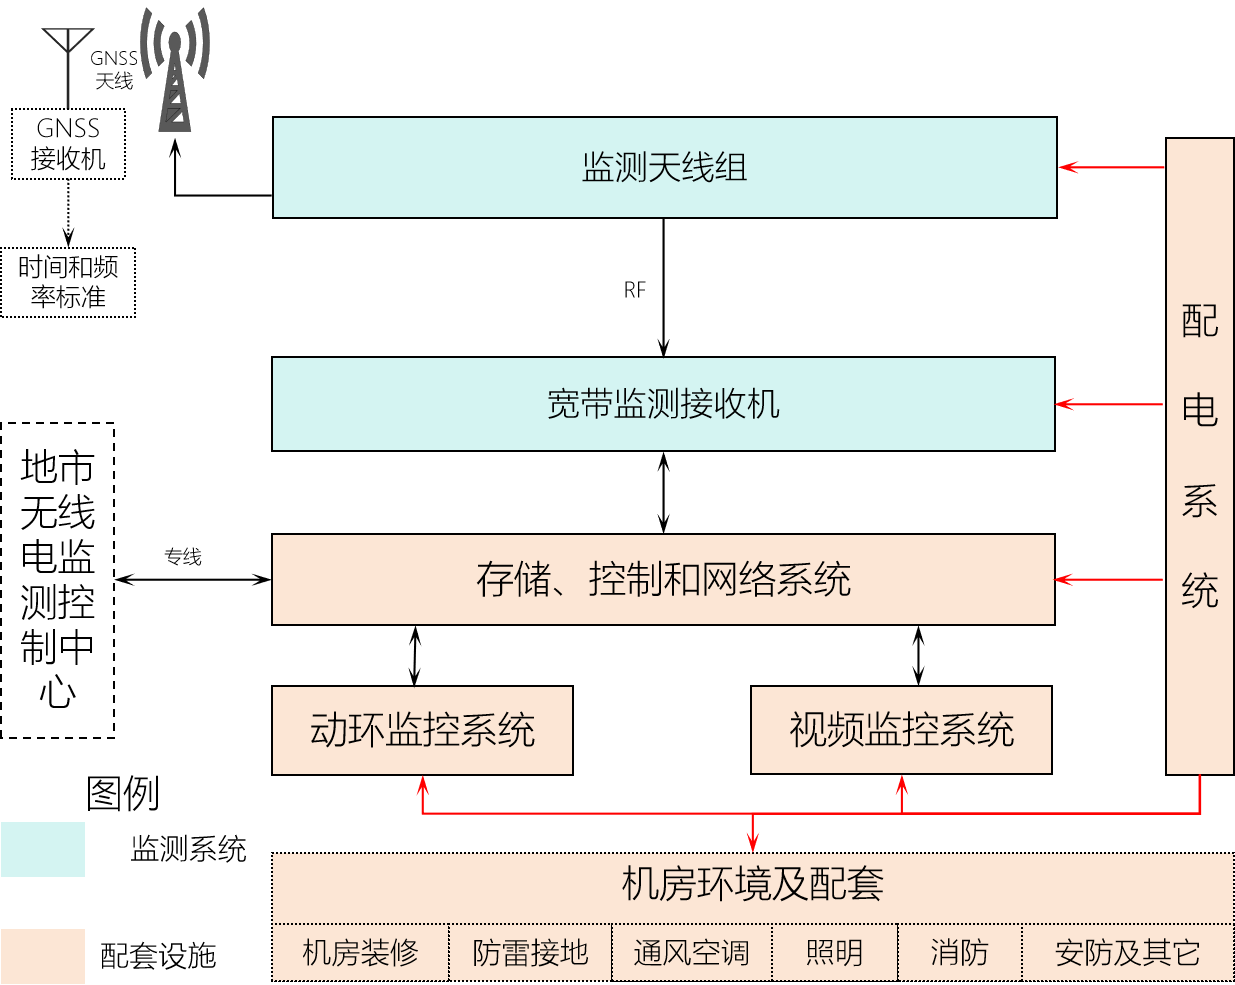 GNSS
天线
GNSS
接收机
时间和频
率标准
监测天线组
RF
宽带监测接收机
配
电
系
统
地市
无线
电监
测控
制中
心
专线
存储、控制和网络系统
动环监控系统
视频监控系统
图例
监测系统
配套设施
机房环境及配套
机房装修
防雷接地
通风空调
照明
消防
安防及其它